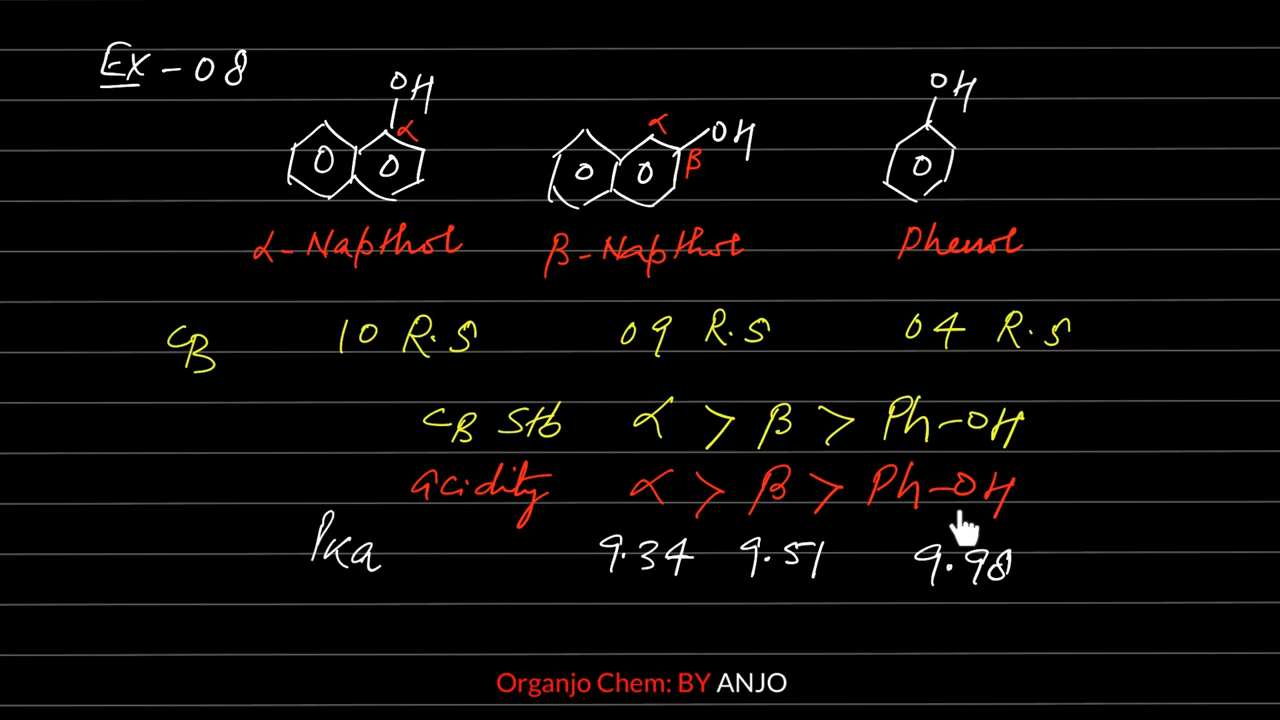 Ex-08
OH
α
α
OH
β
OH
α-Napthol β-Napthol Phenol
CB 10 R.S 09 R.S 04 R.S
CB Stb α > β > Ph-OH
acidity α > β > Ph-OH
Pka 9.34 9.51 9.98
Organjo Chem: BY ANJO